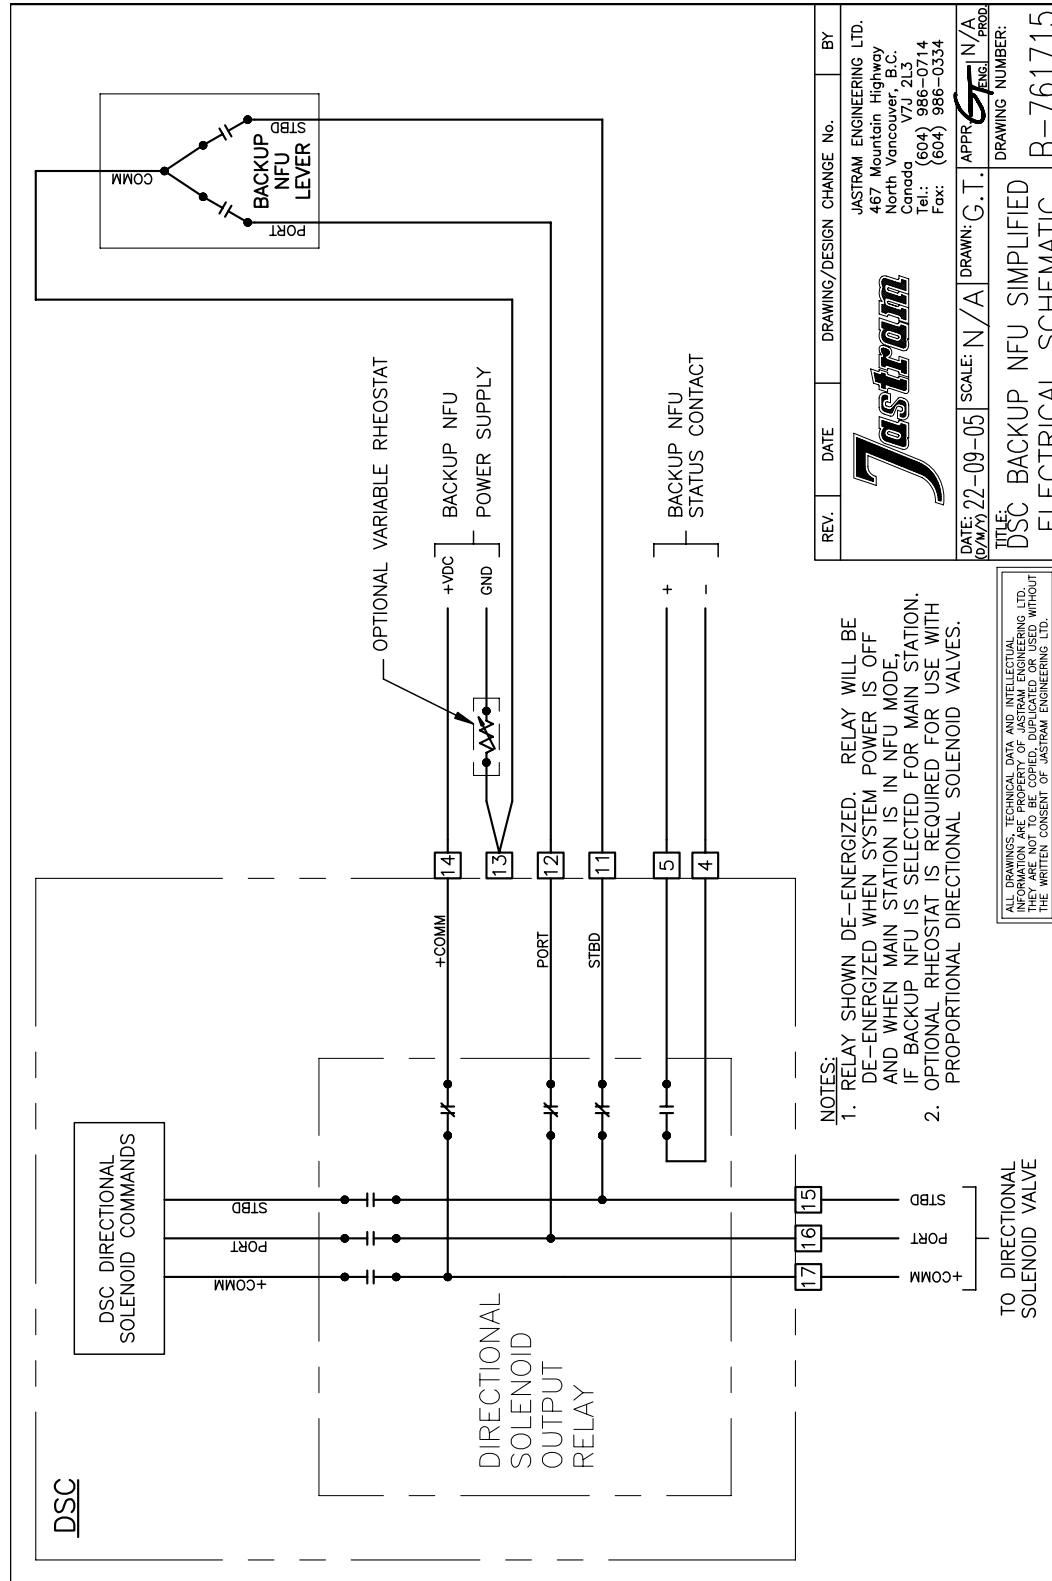 DSC
DSC DIRECTIONAL
SOLENOID COMMANDS
+COMM
PORT
STBD
DIRECTIONAL
SOLENOID
OUTPUT
RELAY
+COMM
PORT
STBD
14
13
12
11
5
4
17
16
15
+COMM
PORT
STBD
TO DIRECTIONAL
SOLENOID VALVE
OPTIONAL VARIABLE RHEOSTAT
+VDC
GND
BACKUP NFU
POWER SUPPLY
+
-
BACKUP NFU
STATUS CONTACT
COMM
PORT
STBD
BACKUP
NFU
LEVER
NOTES:
1. RELAY SHOWN DE-ENERGIZED. RELAY WILL BE
DE-ENERGIZED WHEN SYSTEM POWER IS OFF
AND WHEN MAIN STATION IS IN NFU MODE,
IF BACKUP NFU IS SELECTED FOR MAIN STATION.
2. OPTIONAL RHEOSTAT IS REQUIRED FOR USE WITH
PROPORTIONAL DIRECTIONAL SOLENOID VALVES.
ALL DRAWINGS, TECHNICAL DATA AND INTELLECTUAL
INFORMATION ARE PROPERTY OF JASTRAM ENGINEERING LTD.
THEY ARE NOT TO BE COPIED, DUPLICATED OR USED WITHOUT
THE WRITTEN CONSENT OF JASTRAM ENGINEERING LTD.
REV. DATE DRAWING/DESIGN CHANGE No. BY
Jastram
JASTRAM ENGINEERING LTD.
467 Mountain Highway
North Vancouver, B.C.
Canada V7J 2L3
Tel.: (604) 986-0714
Fax: (604) 986-0334
DATE: (D/M/Y) 22-09-05 SCALE: N/A DRAWN: G.T. APPR. GT ENG. N/A PROD.
TITLE: DSC BACKUP NFU SIMPLIFIED
ELECTRICAL SCHEMATIC
DRAWING NUMBER:
B-761715